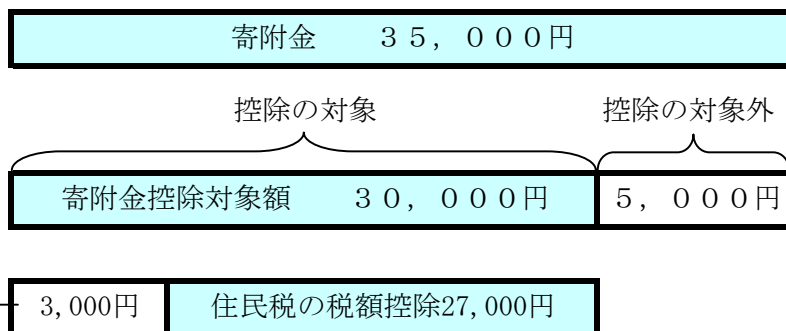 寄附金　　３５，０００円
控除の対象　控除の対象外
寄附金控除対象額　　３０，０００円　５，０００円
3,000円　住民税の税額控除27,000円